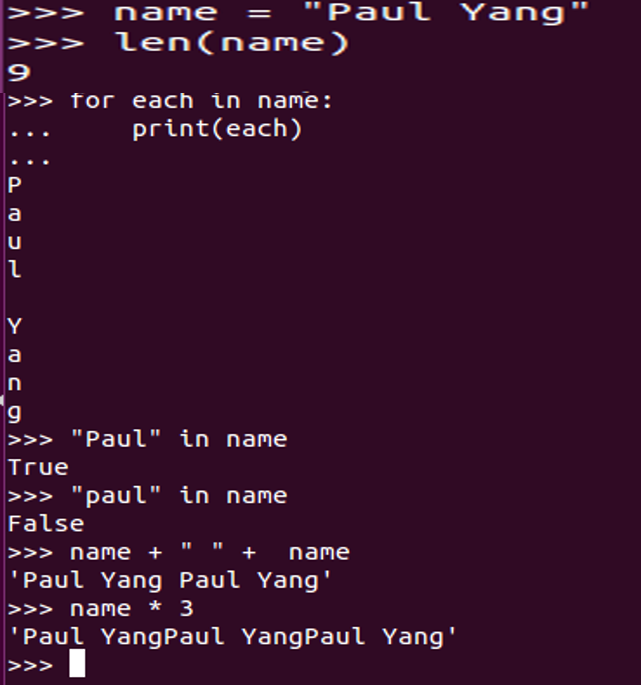 >>> name = "Paul Yang"
>>> len(name)
9
>>> for each in name:
...     print(each)
...
P
a
u
l

Y
a
n
g
>>> "Paul" in name
True
>>> "paul" in name
False
>>> name + " " +  name
'Paul Yang Paul Yang'
>>> name * 3
'Paul YangPaul YangPaul Yang'
>>>